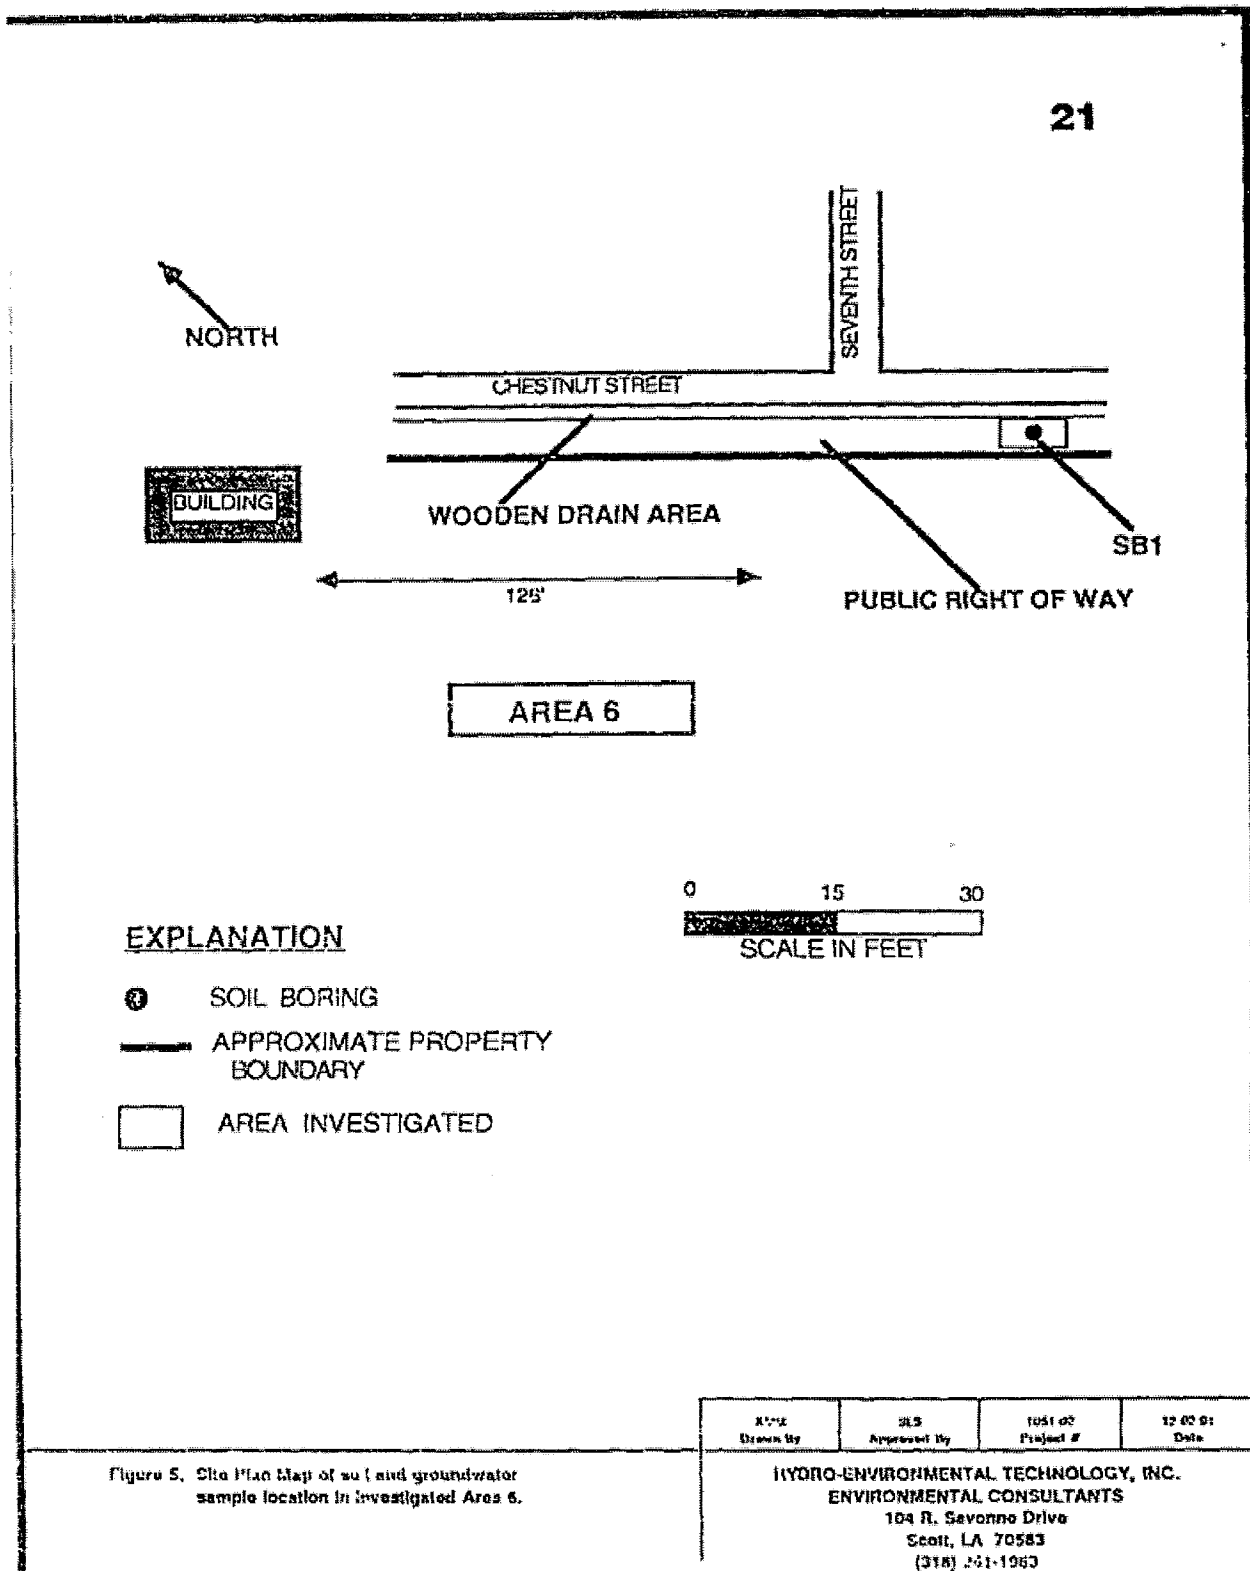 21
SEVENTH STREET
NORTH
CHESTNUT STREET
BUILDING
WOODEN DRAIN AREA
SB1
125'
PUBLIC RIGHT OF WAY
AREA 6
0 15 30
SCALE IN FEET
EXPLANATION
SOIL BORING
APPROXIMATE PROPERTY
BOUNDARY
AREA INVESTIGATED
Drawn By
Approved By
Project #
Date
Figure 5. Site Plan Map of and groundwater
sample location in Investigated Area 6.
HYDRO-ENVIRONMENTAL TECHNOLOGY, INC.
ENVIRONMENTAL CONSULTANTS
104 R. Drive
Scott, LA 70583
(318)